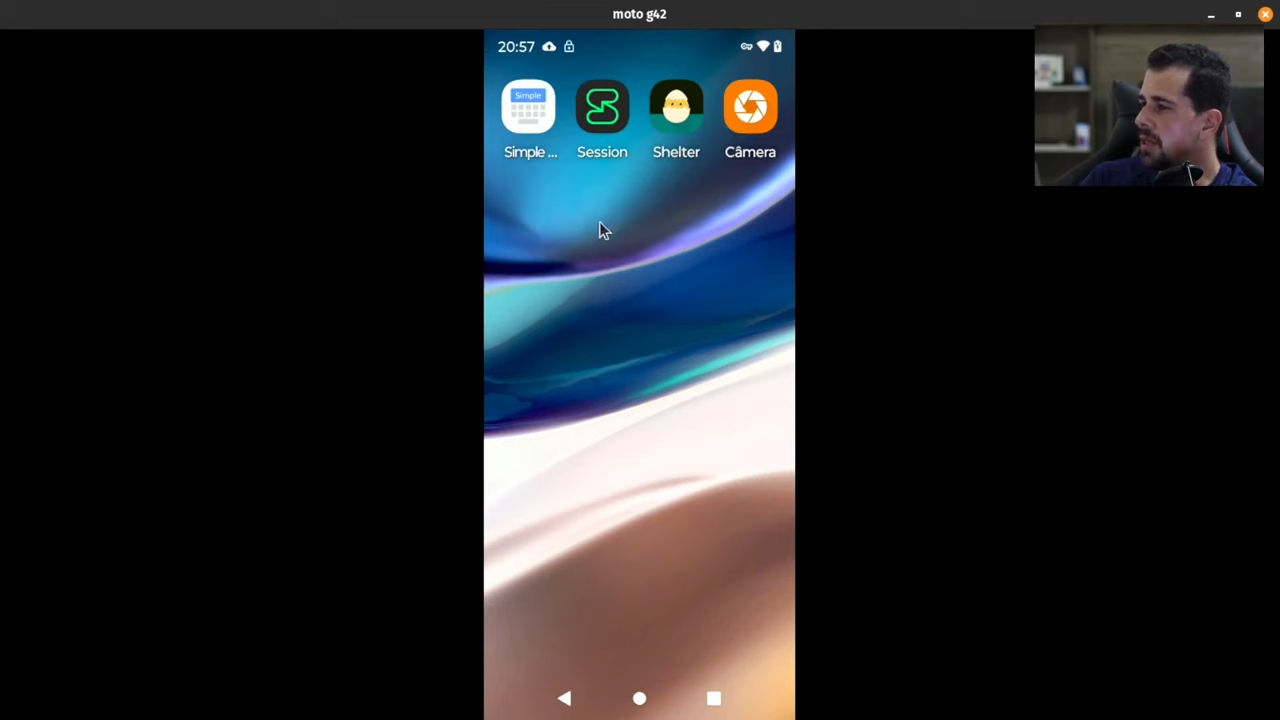 moto g42
20:57
Simple
Simple ...
Session
Shelter
Câmera